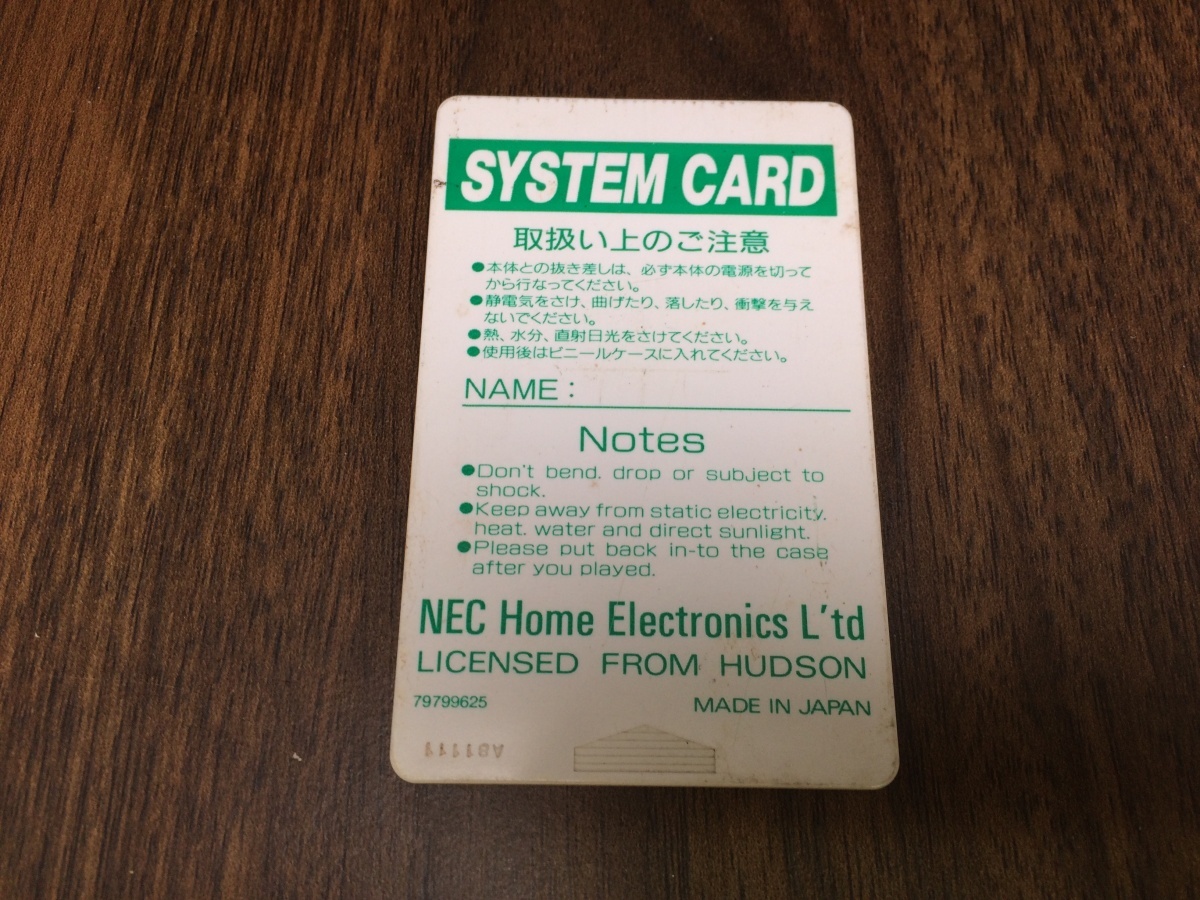 SYSTEM CARD
取扱い上のご注意
●本体との抜き差しは、必ず本体の電源を切って
から行なってください。
●静電気をさけ、曲げたり、落したり、衝撃を与え
ないでください。
●熱、水分、直射日光をさけてください。
●使用後はビニールケースに入れてください。
NAME :
Notes
●Don't bend. drop or subject to
shock.
●Keep away from static electricity.
heat. water and direct sunlight.
●Please put back in-to the case
after you played.
NEC Home Electronics L'td
LICENSED FROM HUDSON
79799625 MADE IN JAPAN
AB1111